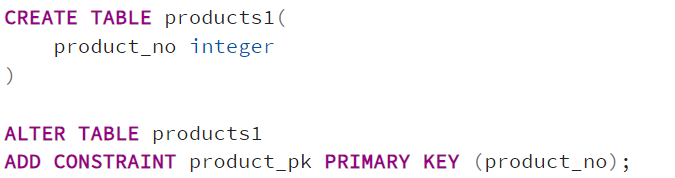 CREATE TABLE products1(
    product_no integer
)

ALTER TABLE products1
ADD CONSTRAINT product_pk PRIMARY KEY (product_no);